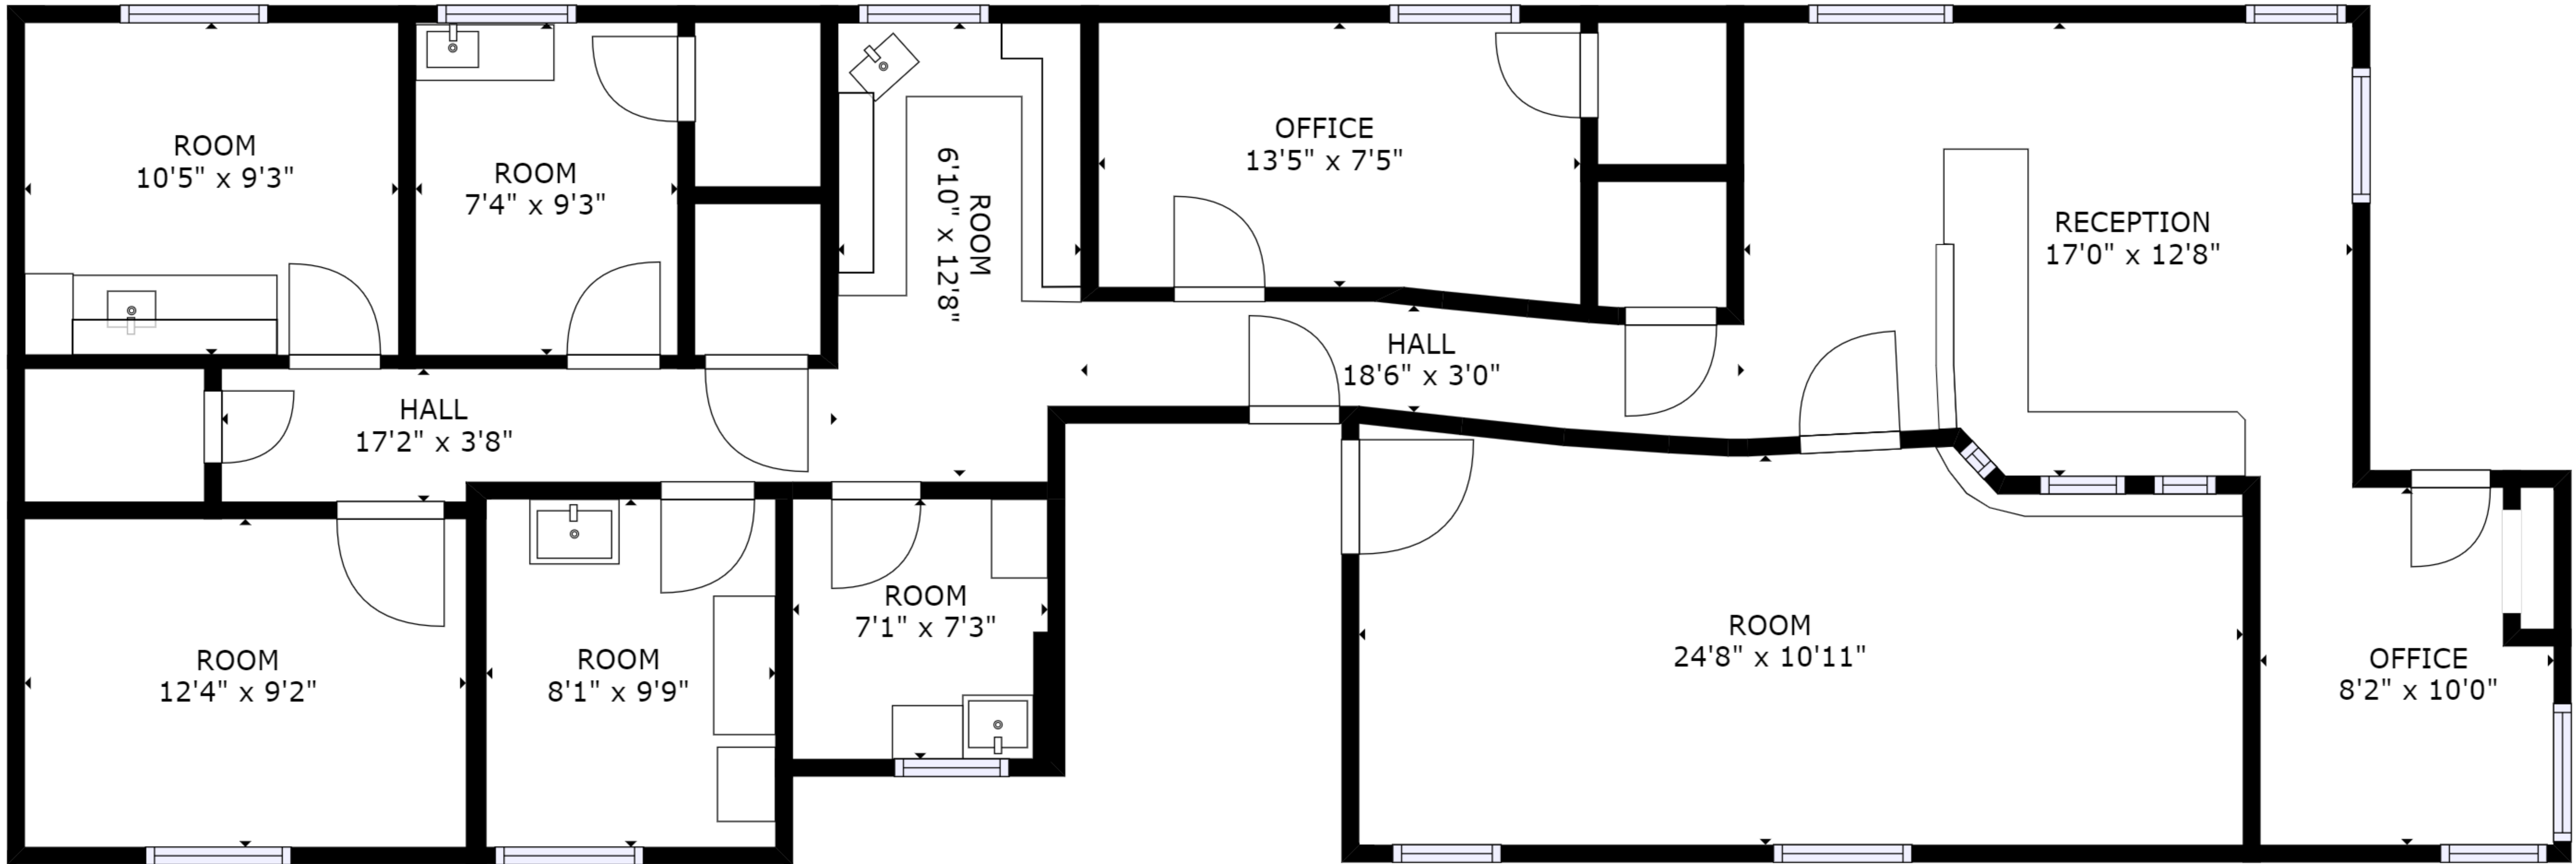 ROOM
10'5" x 9'3"
ROOM
7'4" x 9'3"
ROOM
6'10" x 12'8"
OFFICE
13'5" x 7'5"
RECEPTION
17'0" x 12'8"
HALL
18'6" x 3'0"
HALL
17'2" x 3'8"
ROOM
12'4" x 9'2"
ROOM
8'1" x 9'9"
ROOM
7'1" x 7'3"
ROOM
24'8" x 10'11"
OFFICE
8'2" x 10'0"